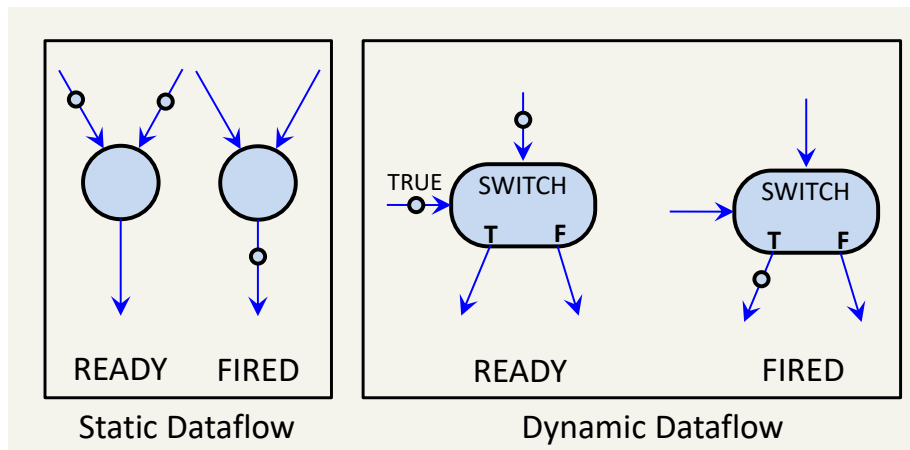 TRUE
SWITCH
T F
SWITCH
T F
READY
FIRED
READY
FIRED
Static Dataflow
Dynamic Dataflow